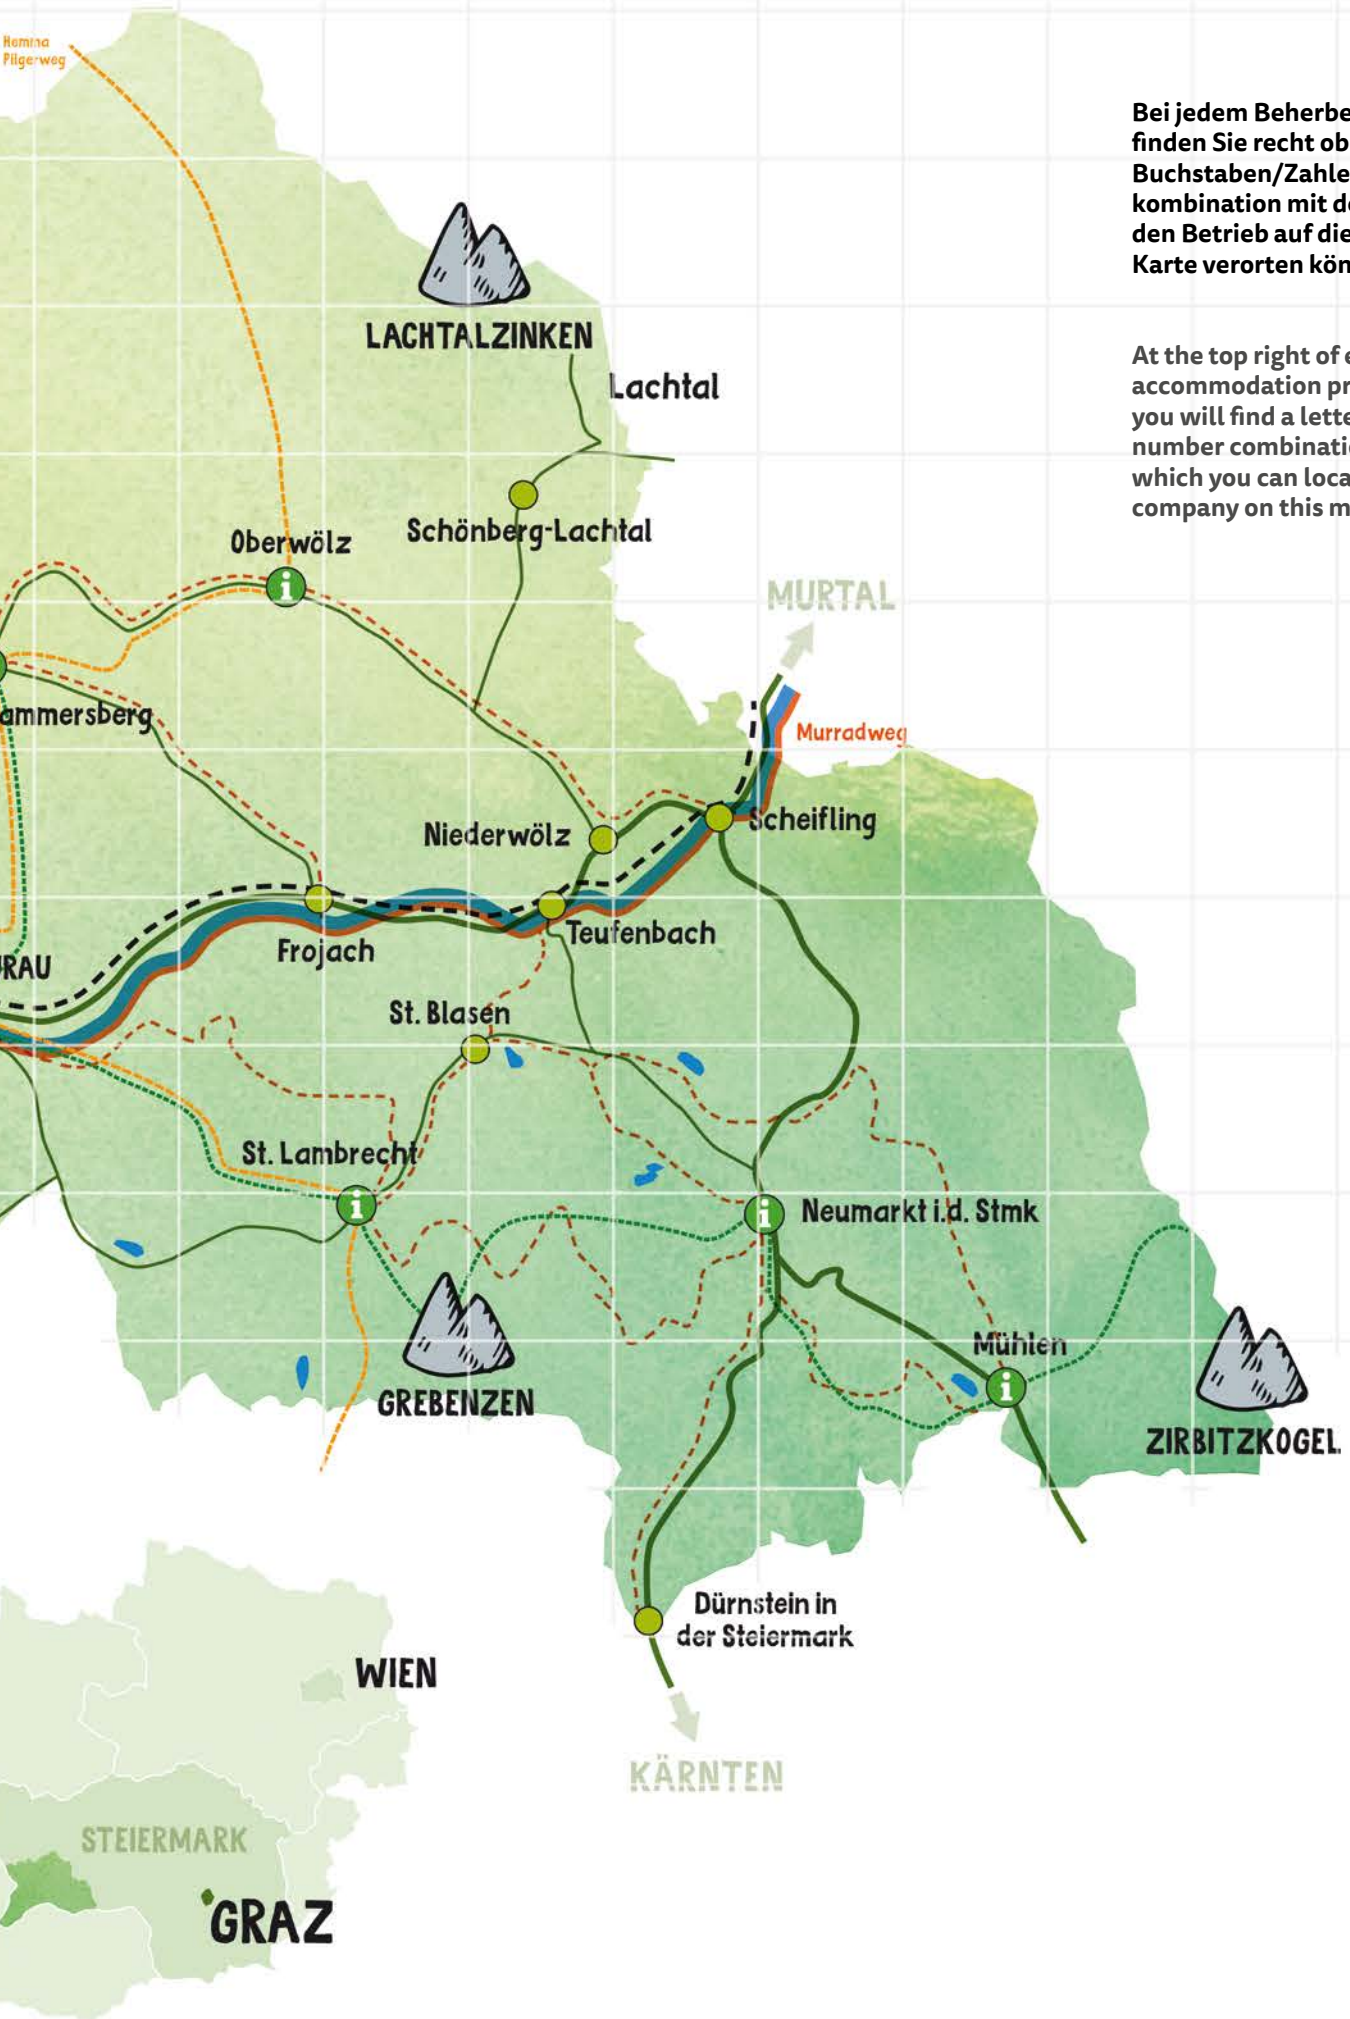 Hemma
Pilgerweg
Bei jedem Beherbe
finden Sie recht ob
Buchstaben/Zahle
kombination mit de
den Betrieb auf die
Karte verorten kön
At the top right of e
accommodation pr
you will find a lette
number combinatio
which you can loca
company on this m
LACHTALZINKEN
Lachtal
Schönberg-Lachtal
Oberwölz
MURTAL
ammersberg
Murradweg
Niederwölz
Scheifling
Teufenbach
Frojach
RAU
St. Blasen
St. Lambrecht
Neumarkt i.d. Stmk
Mühlen
GREBENZEN
ZIRBITZKOGEL
Dürnstein in
der Steiermark
WIEN
KÄRNTEN
STEIERMARK
GRAZ